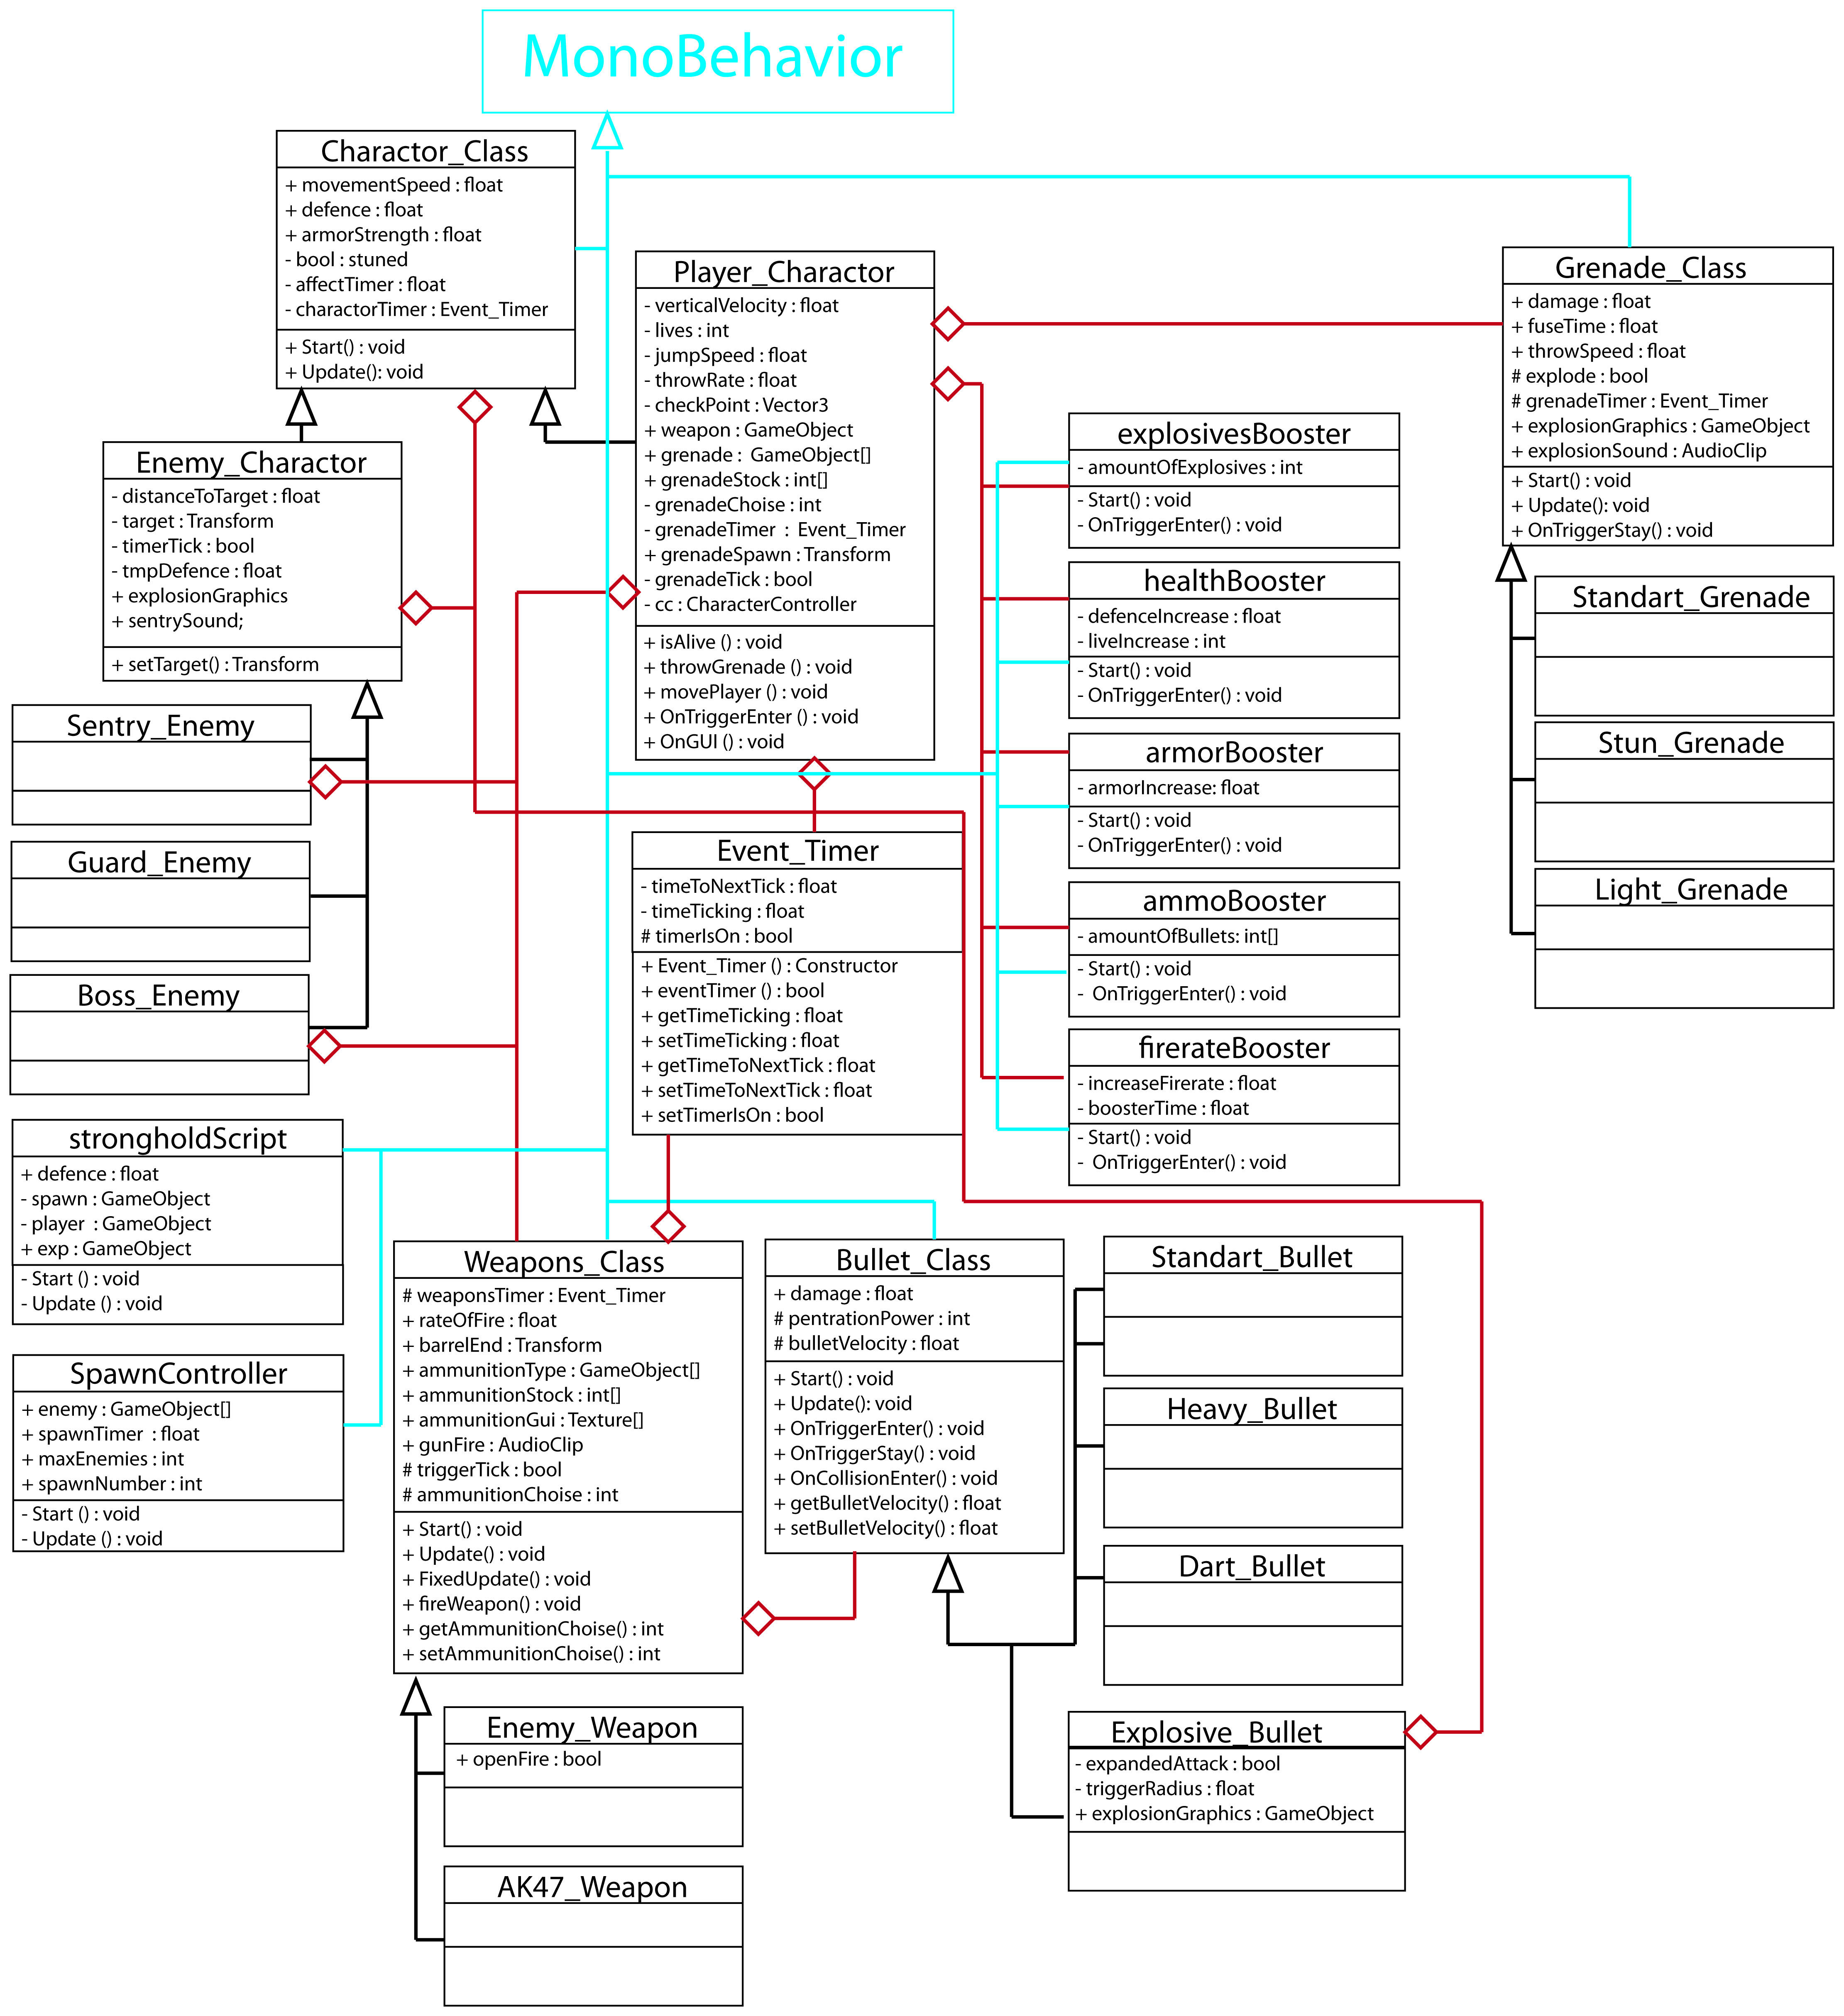 MonoBehavior
Charactor_Class
+ movementSpeed : float
+ defence : float
+ armorStrength : float
- bool : stuned
- affectTimer : float
- charactorTimer : Event_Timer
+ Start() : void
+ Update(): void
Player_Charactor
- verticalVelocity : float
- lives : int
- jumpSpeed : float
- throwRate : float
- checkPoint : Vector3
+ weapon : GameObject
+ grenade : GameObject[]
+ grenadeStock : int[]
- grenadeChoise : int
- grenadeTimer : Event_Timer
+ grenadeSpawn : Transform
- grenadeTick : bool
- cc : CharacterController
+ isAlive () : void
+ throwGrenade () : void
+ movePlayer () : void
+ OnTriggerEnter () : void
+ OnGUI () : void
Grenade_Class
+ damage : float
+ fuseTime : float
+ throwSpeed : float
# explode : bool
# grenadeTimer : Event_Timer
+ explosionGraphics : GameObject
+ explosionSound : AudioClip
+ Start() : void
+ Update(): void
+ OnTriggerStay() : void
Enemy_Charactor
- distanceToTarget : float
- target : Transform
- timerTick : bool
- tmpDefence : float
+ explosionGraphics
+ sentrySound;
+ setTarget() : Transform
explosivesBooster
- amountOfExplosives : int
- Start() : void
- OnTriggerEnter() : void
healthBooster
- defenceIncrease : float
- liveIncrease : int
- Start() : void
- OnTriggerEnter() : void
armorBooster
- armorIncrease: float
- Start() : void
- OnTriggerEnter() : void
ammoBooster
- amountOfBullets: int[]
- Start() : void
- OnTriggerEnter() : void
firerateBooster
- increaseFirerate : float
- boosterTime : float
- Start() : void
- OnTriggerEnter() : void
Standart_Grenade
Stun_Grenade
Light_Grenade
Sentry_Enemy
Guard_Enemy
Boss_Enemy
Event_Timer
- timeToNextTick : float
- timeTicking : float
# timerIsOn : bool
+ Event_Timer () : Constructor
+ eventTimer () : bool
+ getTimeTicking : float
+ setTimeTicking : float
+ getTimeToNextTick : float
+ setTimeToNextTick : float
+ setTimerIsOn : bool
strongholdScript
+ defence : float
- spawn : GameObject
- player : GameObject
+ exp : GameObject
- Start () : void
- Update () : void
SpawnController
+ enemy : GameObject[]
+ spawnTimer : float
+ maxEnemies : int
+ spawnNumber : int
- Start () : void
- Update () : void
Weapons_Class
# weaponsTimer : Event_Timer
+ rateOfFire : float
+ barrelEnd : Transform
+ ammunitionType : GameObject[]
+ ammunitionStock : int[]
+ ammunitionGui : Texture[]
+ gunFire : AudioClip
# triggerTick : bool
# ammunitionChoise : int
+ Start() : void
+ Update() : void
+ FixedUpdate() : void
+ fireWeapon() : void
+ getAmmunitionChoise() : int
+ setAmmunitionChoise() : int
Bullet_Class
+ damage : float
# pentrationPower : int
# bulletVelocity : float
+ Start() : void
+ Update(): void
+ OnTriggerEnter() : void
+ OnTriggerStay() : void
+ OnCollisionEnter() : void
+ getBulletVelocity() : float
+ setBulletVelocity() : float
Standart_Bullet
Heavy_Bullet
Dart_Bullet
Explosive_Bullet
- expandedAttack : bool
- triggerRadius : float
+ explosionGraphics : GameObject
Enemy_Weapon
+ openFire : bool
AK47_Weapon